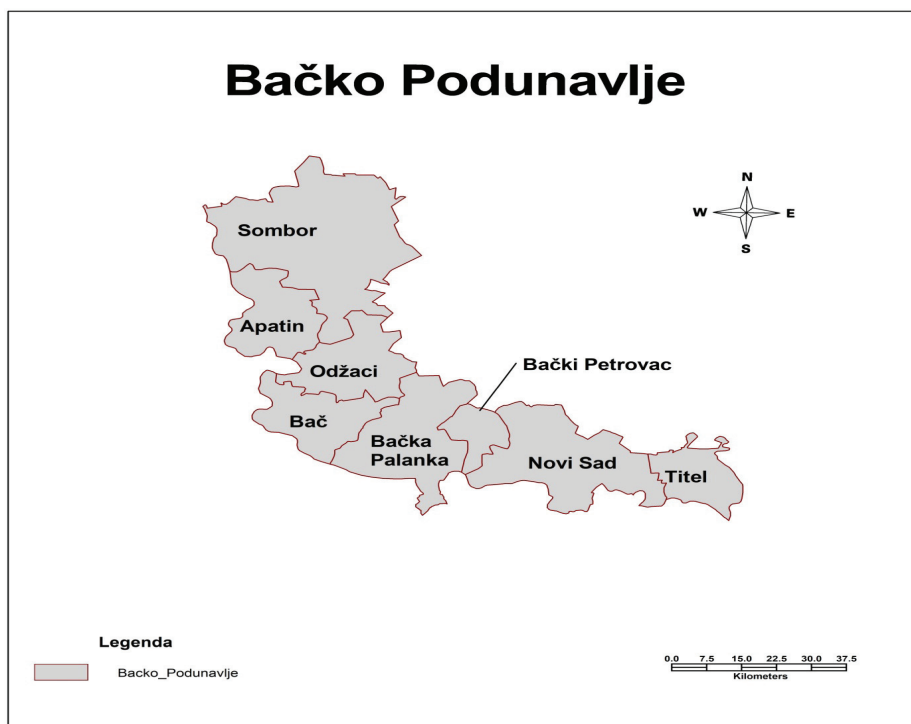 Bačko Podunavlje
N
W E
S
Sombor
Apatin
Odžaci
Bački Petrovac
Bač
Bačka
Palanka
Novi Sad
Titel
Legenda
Backo_Podunavlje
0.0 7.5 15.0 22.5 30.0 37.5
Kilometers